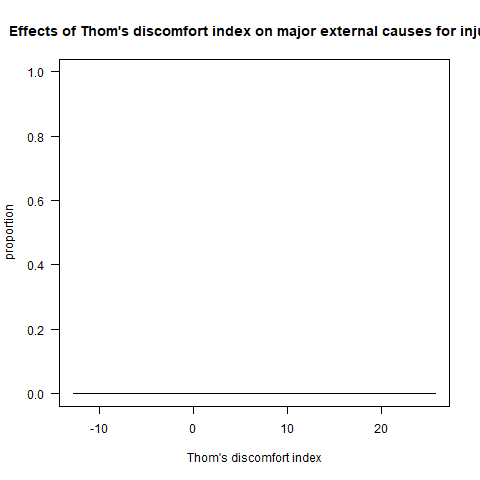 Effects of Thom's discomfort index on major external causes for inju
1.0
0.8
0.6
0.4
0.2
0.0
proportion
-10 0 10 20
Thom's discomfort index